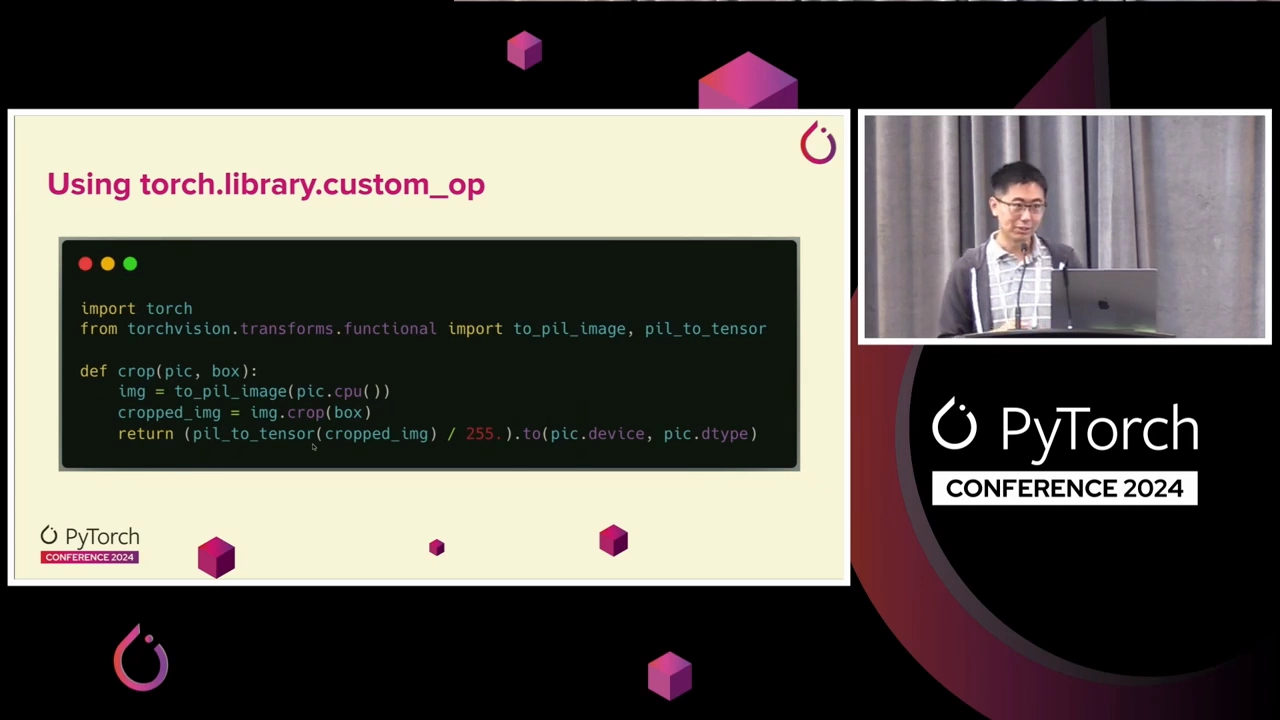 Using torch.library.custom_op
import torch
from torchvision.transforms.functional import to_pil_image, pil_to_tensor
def crop(pic, box):
    img = to_pil_image(pic.cpu())
    cropped_img = img.crop(box)
    return (pil_to_tensor(cropped_img) / 255.).to(pic.device, pic.dtype)
PyTorch
CONFERENCE 2024
PyTorch
CONFERENCE 2024